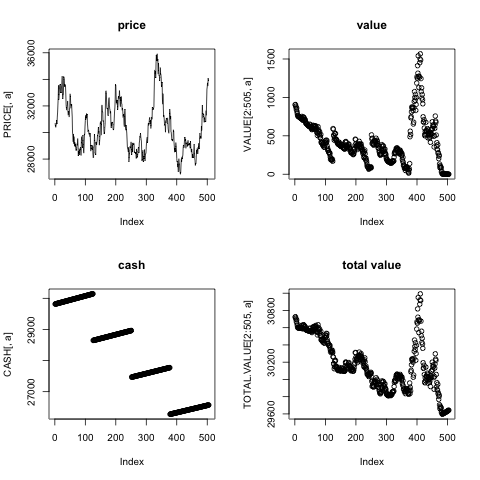 price
36000
32000
28000
PRICE[, a]
0 100 200 300 400 500
Index
value
1500
1000
500
0
VALUE[2:505, a]
0 100 200 300 400 500
Index
cash
29000
27000
CASH[, a]
0 100 200 300 400 500
Index
total value
30800
30200
29600
TOTAL.VALUE[2:505, a]
0 100 200 300 400 500
Index